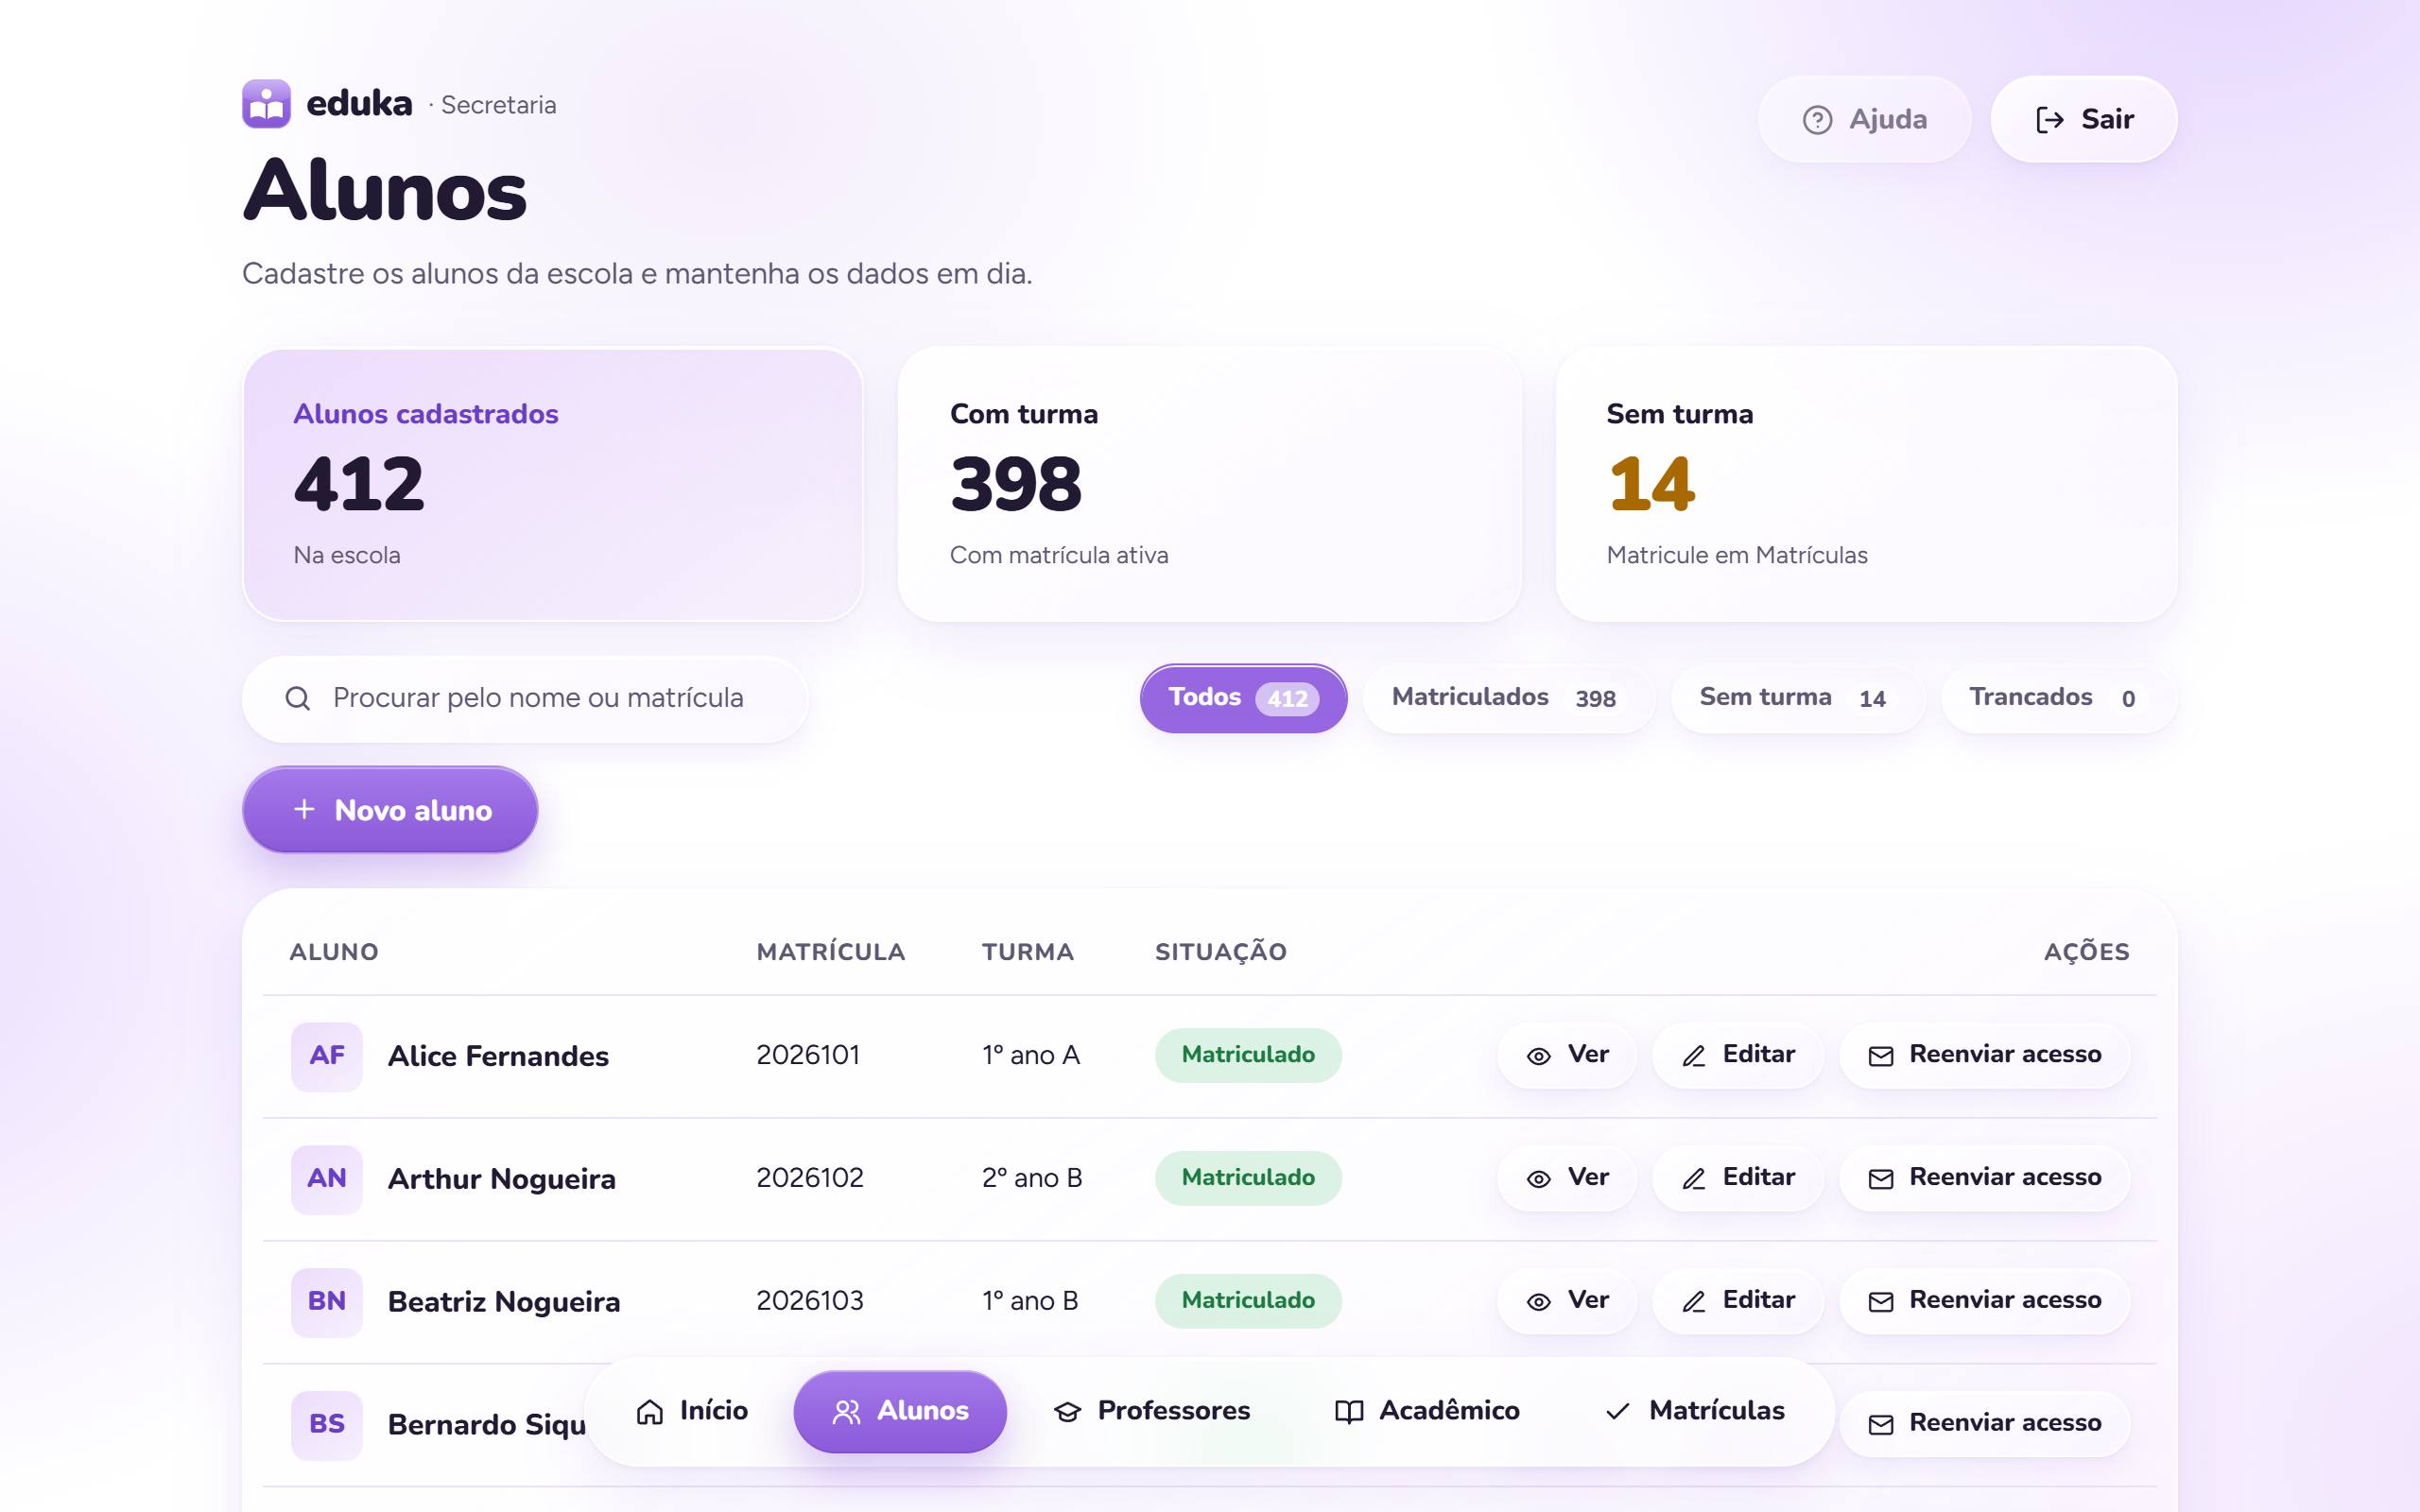 eduka · Secretaria
Ajuda
Sair
Alunos
Cadastre os alunos da escola e mantenha os dados em dia.
Alunos cadastrados
412
Na escola
Com turma
398
Com matrícula ativa
Sem turma
14
Matricule em Matrículas
Procurar pelo nome ou matrícula
Todos 412
Matriculados 398
Sem turma 14
Trancados 0
+ Novo aluno
ALUNO MATRÍCULA TURMA SITUAÇÃO AÇÕES
AF Alice Fernandes 2026101 1º ano A Matriculado Ver Editar Reenviar acesso
AN Arthur Nogueira 2026102 2º ano B Matriculado Ver Editar Reenviar acesso
BN Beatriz Nogueira 2026103 1º ano B Matriculado Ver Editar Reenviar acesso
BS Bernardo Siqu Reenviar acesso
Início Alunos Professores Acadêmico Matrículas